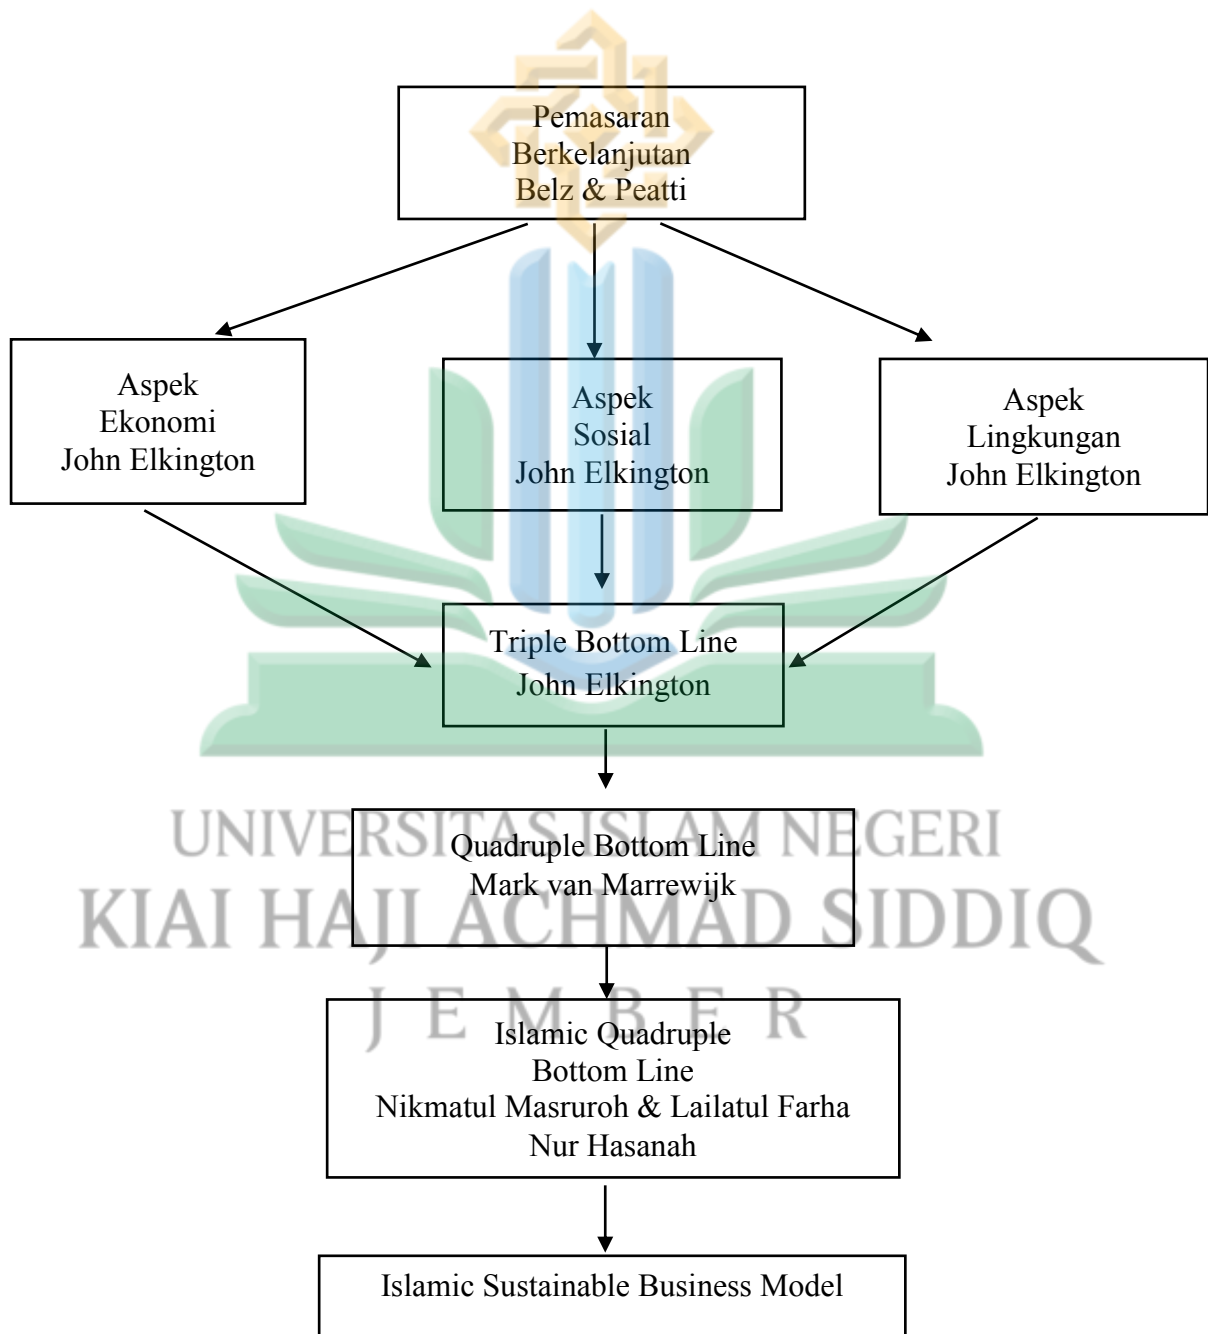 Pemasaran
Berkelanjutan
Belz & Peatti
Aspek
Ekonomi
John Elkington
Aspek
Sosial
John Elkington
Aspek
Lingkungan
John Elkington
Triple Bottom Line
John Elkington
UNIVERSITAS ISLAM NEGERI
Quadruple Bottom Line
Mark van Marrewijk
KIAI HAJI ACHMAD SIDDIQ
JEMBER
Islamic Quadruple
Bottom Line
Nikmatul Masruroh & Lailatul Farha
Nur Hasanah
Islamic Sustainable Business Model